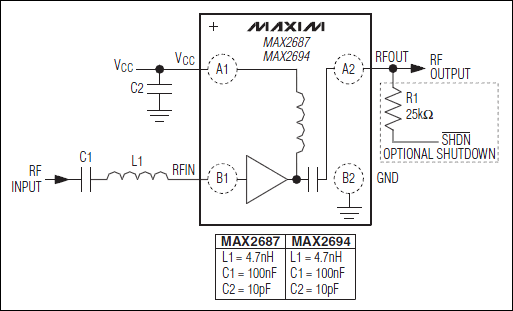 +
MAXIM
MAX2687
MAX2694
VCC
VCC
A1
A2
RFOUT
RF
OUTPUT
C2
R1
25kΩ
SHDN
OPTIONAL SHUTDOWN
C1
L1
RF
INPUT
RFIN
B1
B2
GND
MAX2687 MAX2694
L1 = 4.7nH L1 = 4.7nH
C1 = 100nF C1 = 100nF
C2 = 10pF C2 = 10pF